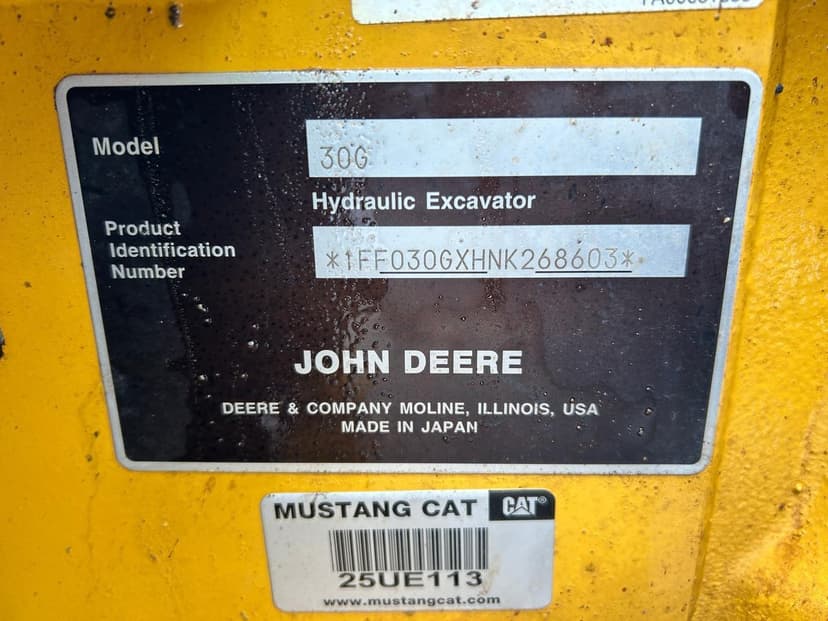 Model
30G
Hydraulic Excavator
Product
Identification
Number
*1FF030GXHNK268603*
JOHN DEERE
DEERE & COMPANY MOLINE, ILLINOIS, USA
MADE IN JAPAN
MUSTANG CAT CAT®
25UE113
www.mustangcat.com